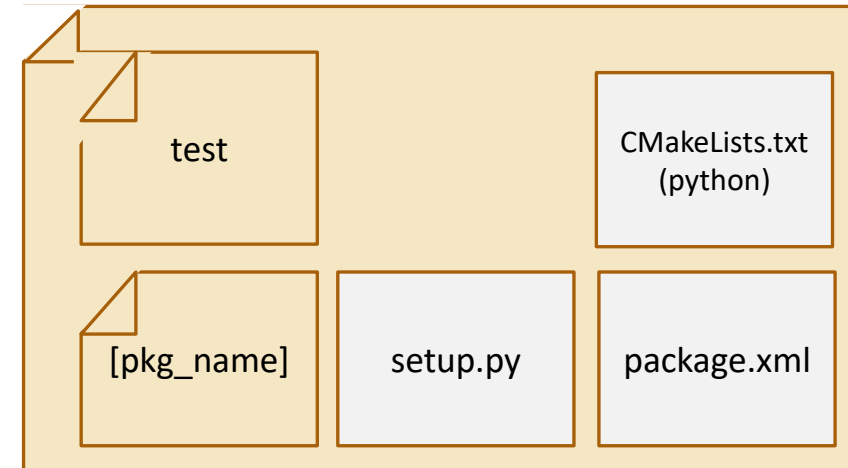 test
CMakeLists.txt
(python)
[pkg_name]
setup.py
package.xml